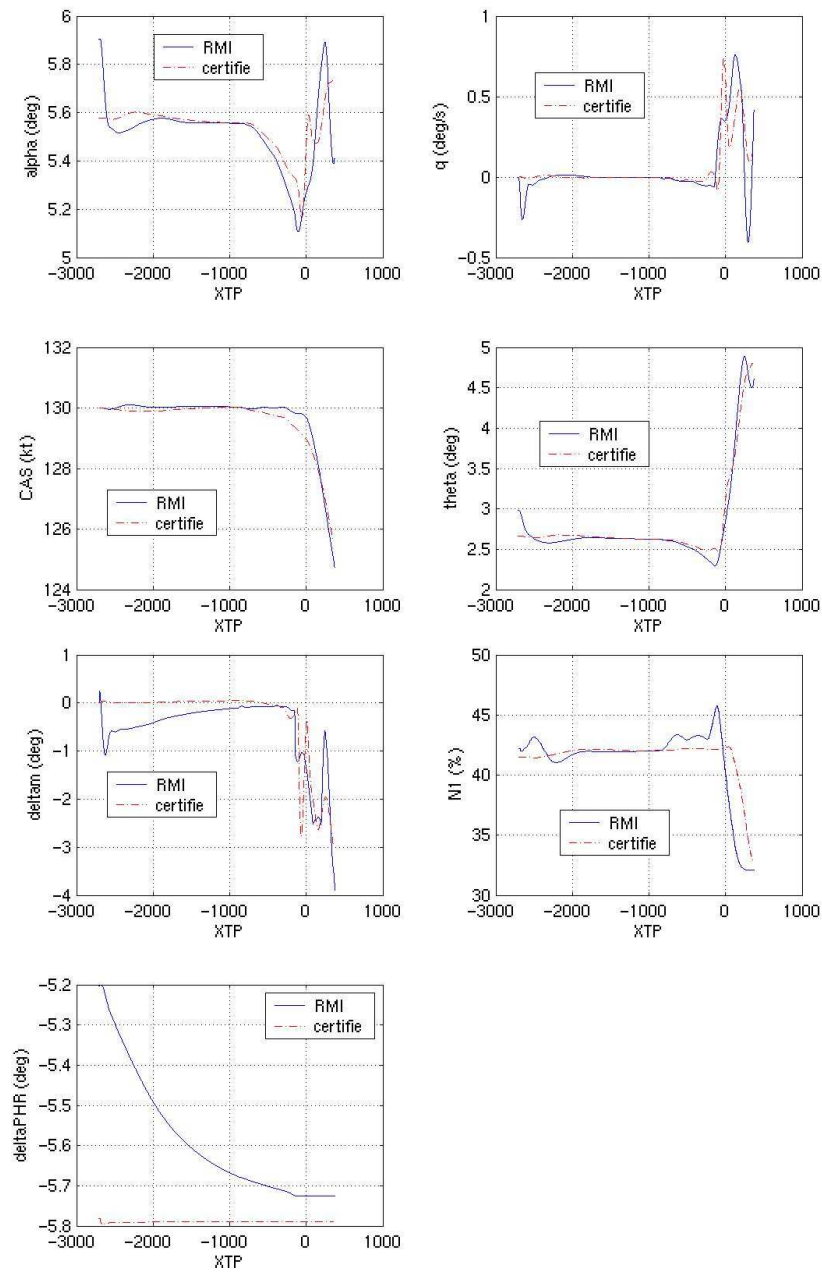 6
5.8
5.6
5.4
5.2
5
alpha (deg)
RMI
certifie
−3000 −2000 −1000 0 1000
XTP
1
0.5
0
−0.5
q (deg/s)
RMI
certifie
−3000 −2000 −1000 0 1000
XTP
132
130
128
126
124
CAS (kt)
RMI
certifie
−3000 −2000 −1000 0 1000
XTP
5
4.5
4
3.5
3
2.5
2
theta (deg)
RMI
certifie
−3000 −2000 −1000 0 1000
XTP
1
0
−1
−2
−3
−4
deltam (deg)
RMI
certifie
−3000 −2000 −1000 0 1000
XTP
50
45
40
35
30
N1 (%)
RMI
certifie
−3000 −2000 −1000 0 1000
XTP
−5.2
−5.3
−5.4
−5.5
−5.6
−5.7
−5.8
deltaPHR (deg)
RMI
certifie
−3000 −2000 −1000 0 1000
XTP